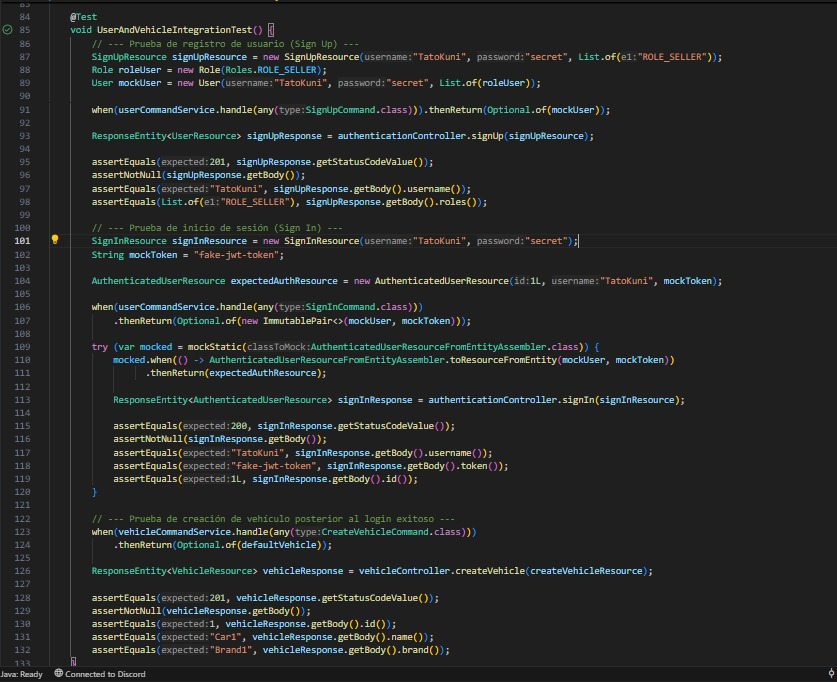 83
84 @Test
85 void UserAndVehicleIntegrationTest() {
86 // --- Prueba de registro de usuario (Sign Up) ---
87 SignUpResource signUpResource = new SignUpResource(username:"TatoKuni", password:"secret", List.of(e1:"ROLE_SELLER"));
88 Role roleUser = new Role(Roles.ROLE_SELLER);
89 User mockUser = new User(username:"TatoKuni", password:"secret", List.of(roleUser));
90
91 when(userCommandService.handle(any(type:SignUpCommand.class))).thenReturn(Optional.of(mockUser));
92
93 ResponseEntity<UserResource> signUpResponse = authenticationController.signUp(signUpResource);
94
95 assertEquals(expected:201, signUpResponse.getStatusCodeValue());
96 assertNotNull(signUpResponse.getBody());
97 assertEquals(expected:"TatoKuni", signUpResponse.getBody().username());
98 assertEquals(List.of(e1:"ROLE_SELLER"), signUpResponse.getBody().roles());
99
100 // --- Prueba de inicio de sesión (Sign In) ---
101 SignInResource signInResource = new SignInResource(username:"TatoKuni", password:"secret");
102 String mockToken = "fake-jwt-token";
103
104 AuthenticatedUserResource expectedAuthResource = new AuthenticatedUserResource(id:1L, username:"TatoKuni", mockToken);
105
106 when(userCommandService.handle(any(type:SignInCommand.class)))
107 .thenReturn(Optional.of(new ImmutablePair<>(mockUser, mockToken)));
108
109 try (var mocked = mockStatic(classToMock:AuthenticatedUserResourceFromEntityAssembler.class)) {
110 mocked.when(() -> AuthenticatedUserResourceFromEntityAssembler.toResourceFromEntity(mockUser, mockToken))
111 .thenReturn(expectedAuthResource);
112
113 ResponseEntity<AuthenticatedUserResource> signInResponse = authenticationController.signIn(signInResource);
114
115 assertEquals(expected:200, signInResponse.getStatusCodeValue());
116 assertNotNull(signInResponse.getBody());
117 assertEquals(expected:"TatoKuni", signInResponse.getBody().username());
118 assertEquals(expected:"fake-jwt-token", signInResponse.getBody().token());
119 assertEquals(expected:1L, signInResponse.getBody().id());
120 }
121
122 // --- Prueba de creación de vehículo posterior al login exitoso ---
123 when(vehicleCommandService.handle(any(type:CreateVehicleCommand.class)))
124 .thenReturn(Optional.of(defaultVehicle));
125
126 ResponseEntity<VehicleResource> vehicleResponse = vehicleController.createVehicle(createVehicleResource);
127
128 assertEquals(expected:201, vehicleResponse.getStatusCodeValue());
129 assertNotNull(vehicleResponse.getBody());
130 assertEquals(expected:1, vehicleResponse.getBody().id());
131 assertEquals(expected:"Car1", vehicleResponse.getBody().name());
132 assertEquals(expected:"Brand1", vehicleResponse.getBody().brand());
133 }
Java: Ready Connected to Discord